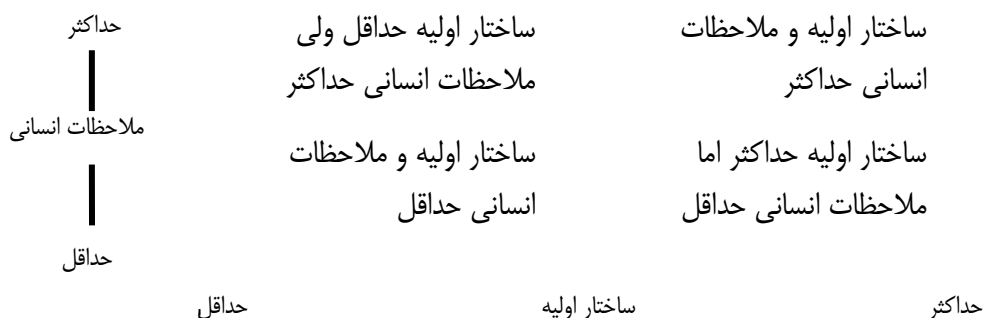 ساختار اولیه و ملاحظات
انسانی حداکثر
ساختار اولیه حداقل ولی
ملاحظات انسانی حداکثر
حداکثر
ملاحظات انسانی
حداقل
ساختار اولیه حداکثر اما
ملاحظات انسانی حداقل
ساختار اولیه و ملاحظات
انسانی حداقل
حداکثر
ساختار اولیه
حداقل